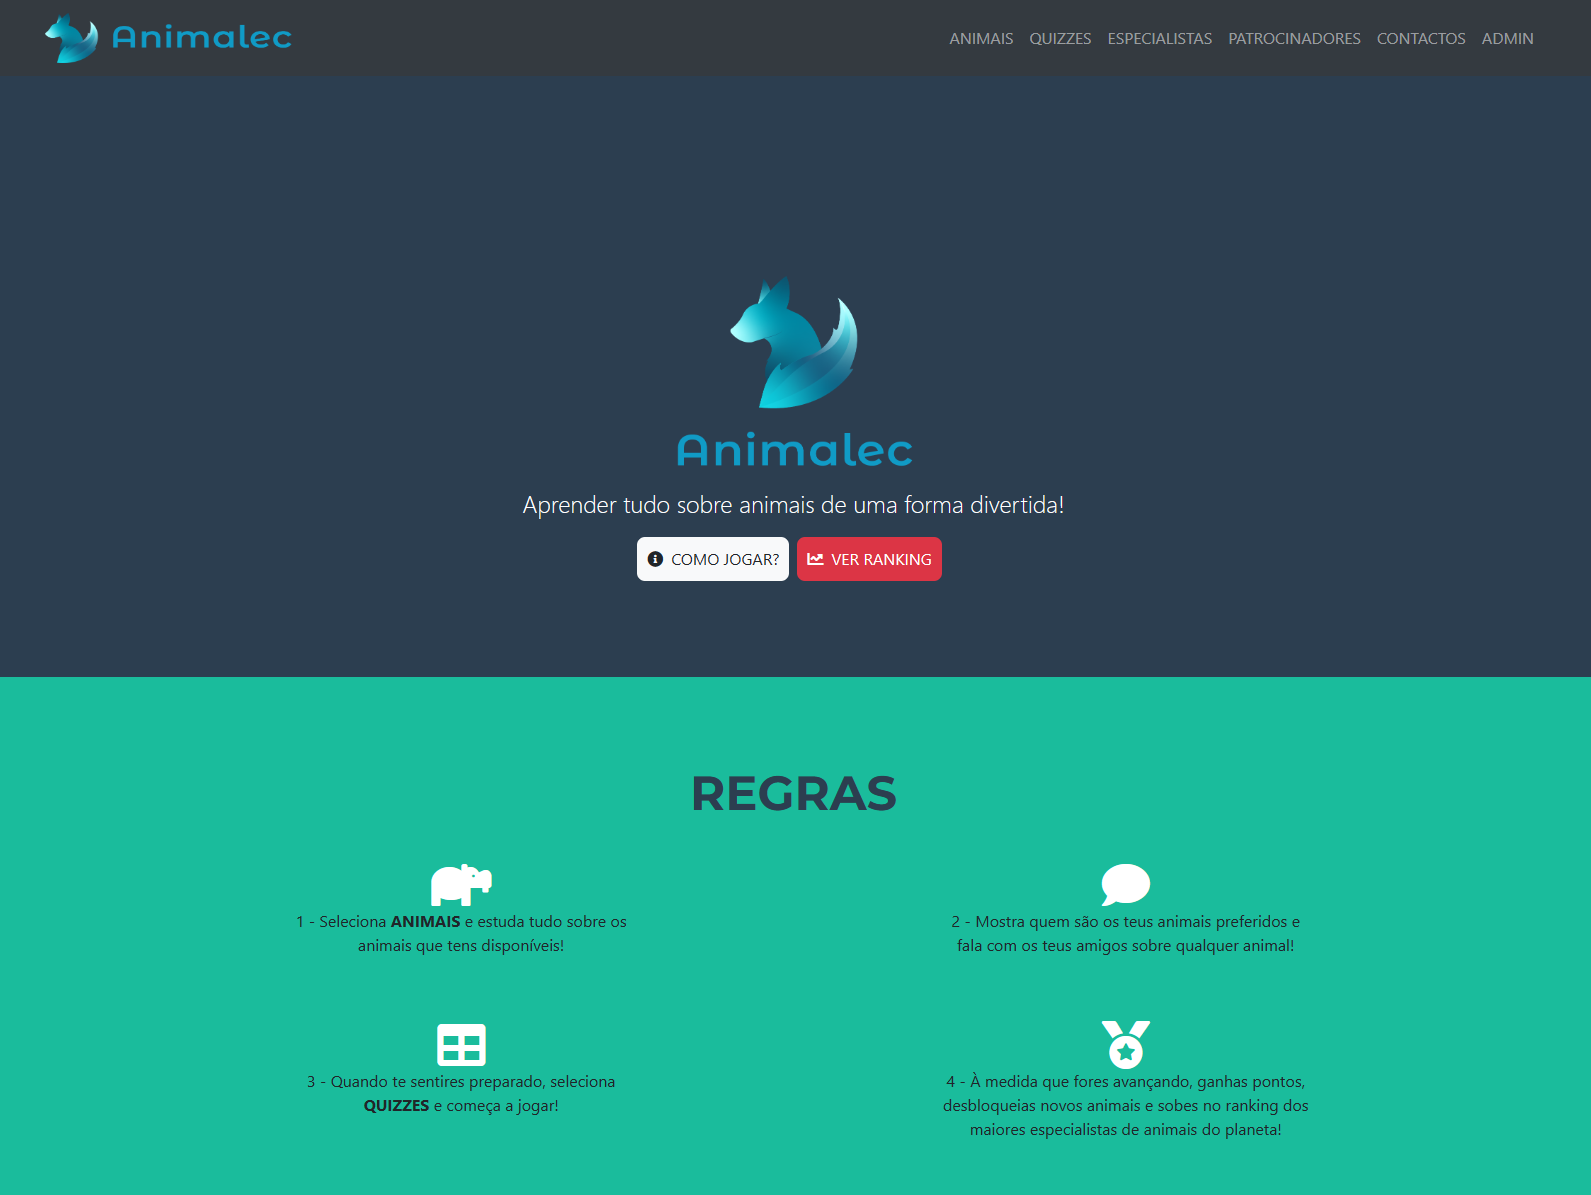 Animalec
ANIMAIS QUIZZES ESPECIALISTAS PATROCINADORES CONTACTOS ADMIN
Animalec
Aprender tudo sobre animais de uma forma divertida!
COMO JOGAR?
VER RANKING
REGRAS
1 - Seleciona ANIMAIS e estuda tudo sobre os
animais que tens disponíveis!
2 - Mostra quem são os teus animais preferidos e
fala com os teus amigos sobre qualquer animal!
3 - Quando te sentires preparado, seleciona
QUIZZES e começa a jogar!
4 - À medida que fores avançando, ganhas pontos,
desbloqueias novos animais e sobes no ranking dos
maiores especialistas de animais do planeta!